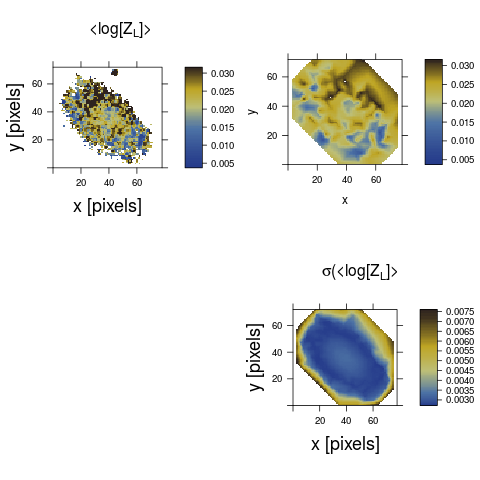 <log[Z_L]>
y [pixels]
60
40
20
20 40 60
x [pixels]
0.030
0.025
0.020
0.015
0.010
0.005
y
60
40
20
20 40 60
x
0.030
0.025
0.020
0.015
0.010
0.005
σ(<log[Z_L]>
y [pixels]
60
40
20
20 40 60
x [pixels]
0.0075
0.0070
0.0065
0.0060
0.0055
0.0050
0.0045
0.0040
0.0035
0.0030